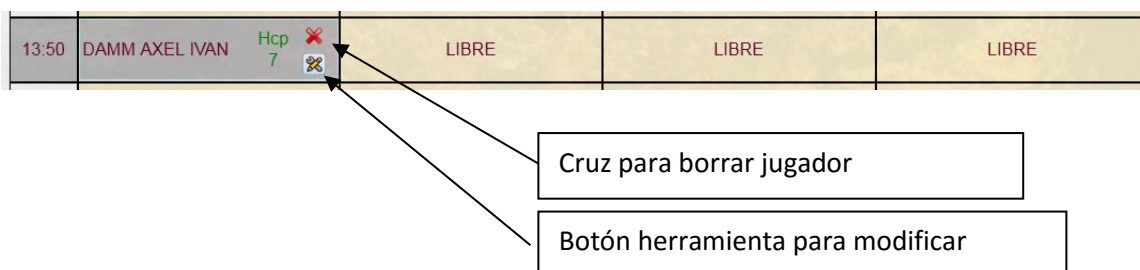 13:50 DAMM AXEL IVAN Hcp 7 LIBRE LIBRE LIBRE
Cruz para borrar jugador
Botón herramienta para modificar